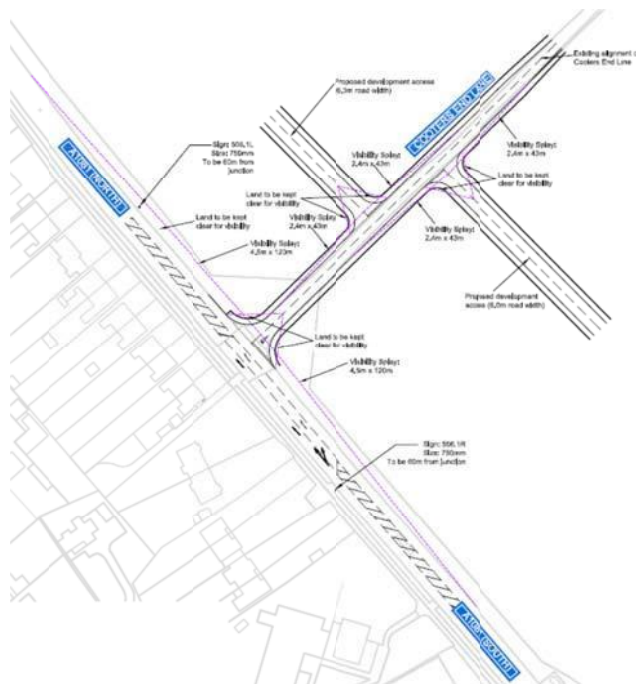 Existing alignment o
Cooters End Lane
Proposed development access
(6.0m road width)
COOTERS END LANE
Sign: 506.1L
Size: 750mm
To be 60m from
junction
A1081 (NORTH)
Visibility Splay:
2.4m x 43m
Visibility Splay:
2.4m x 43m
Land to be kept
clear for visibility
Land to be kept
clear for visibility
Visibility Splay
2.4m x 43m
Land to be kept
clear for visibility
Visibility Splay:
4.5m x 120m
Visibility Splay:
2.4m x 43m
Proposed development
access (6.0m road width)
Land to be kept
clear for visibility
Visibility Splay:
4.5m x 120m
Sign: 506.1R
Size: 750mm
To be 60m from junction
A1081 (SOUTH)